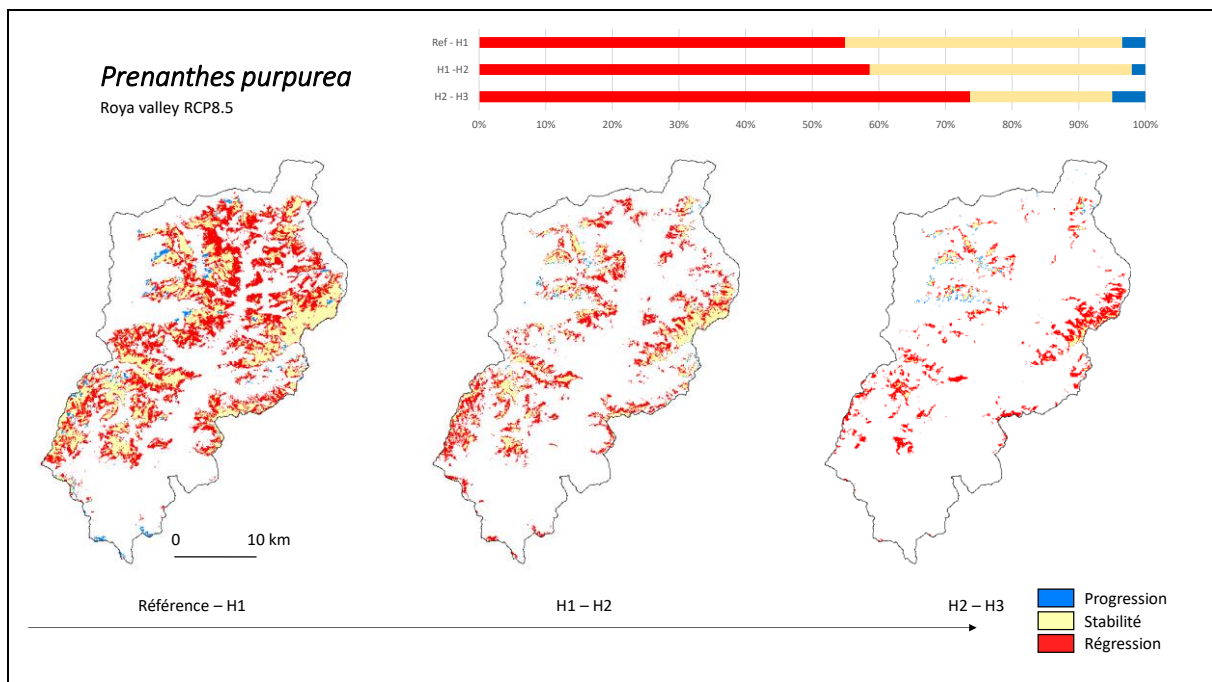 Prenanthes purpurea
Roya valley RCP8.5
Ref - H1
H1 -H2
H2 - H3
0% 10% 20% 30% 40% 50% 60% 70% 80% 90% 100%
0 10 km
Référence – H1
H1 – H2
H2 – H3
Progression
Stabilité
Régression